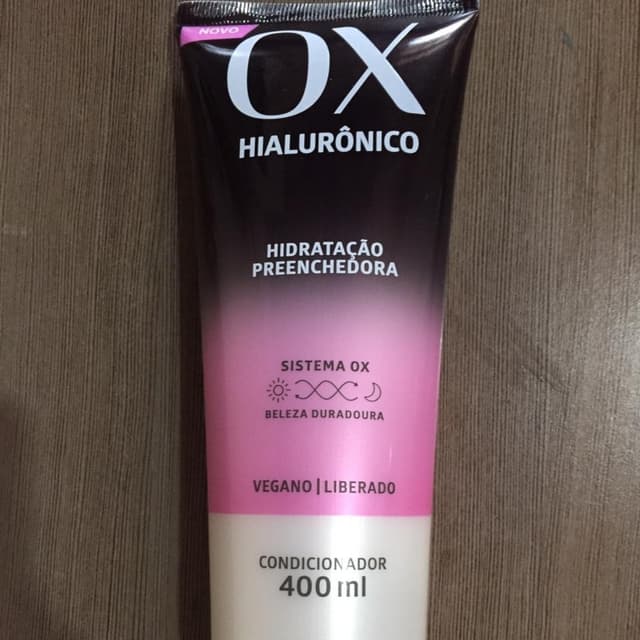 NOVO
OX
HIALURÔNICO
HIDRATAÇÃO
PREENCHEDORA
SISTEMA OX
BELEZA DURADOURA
VEGANO | LIBERADO
CONDICIONADOR
400 ml